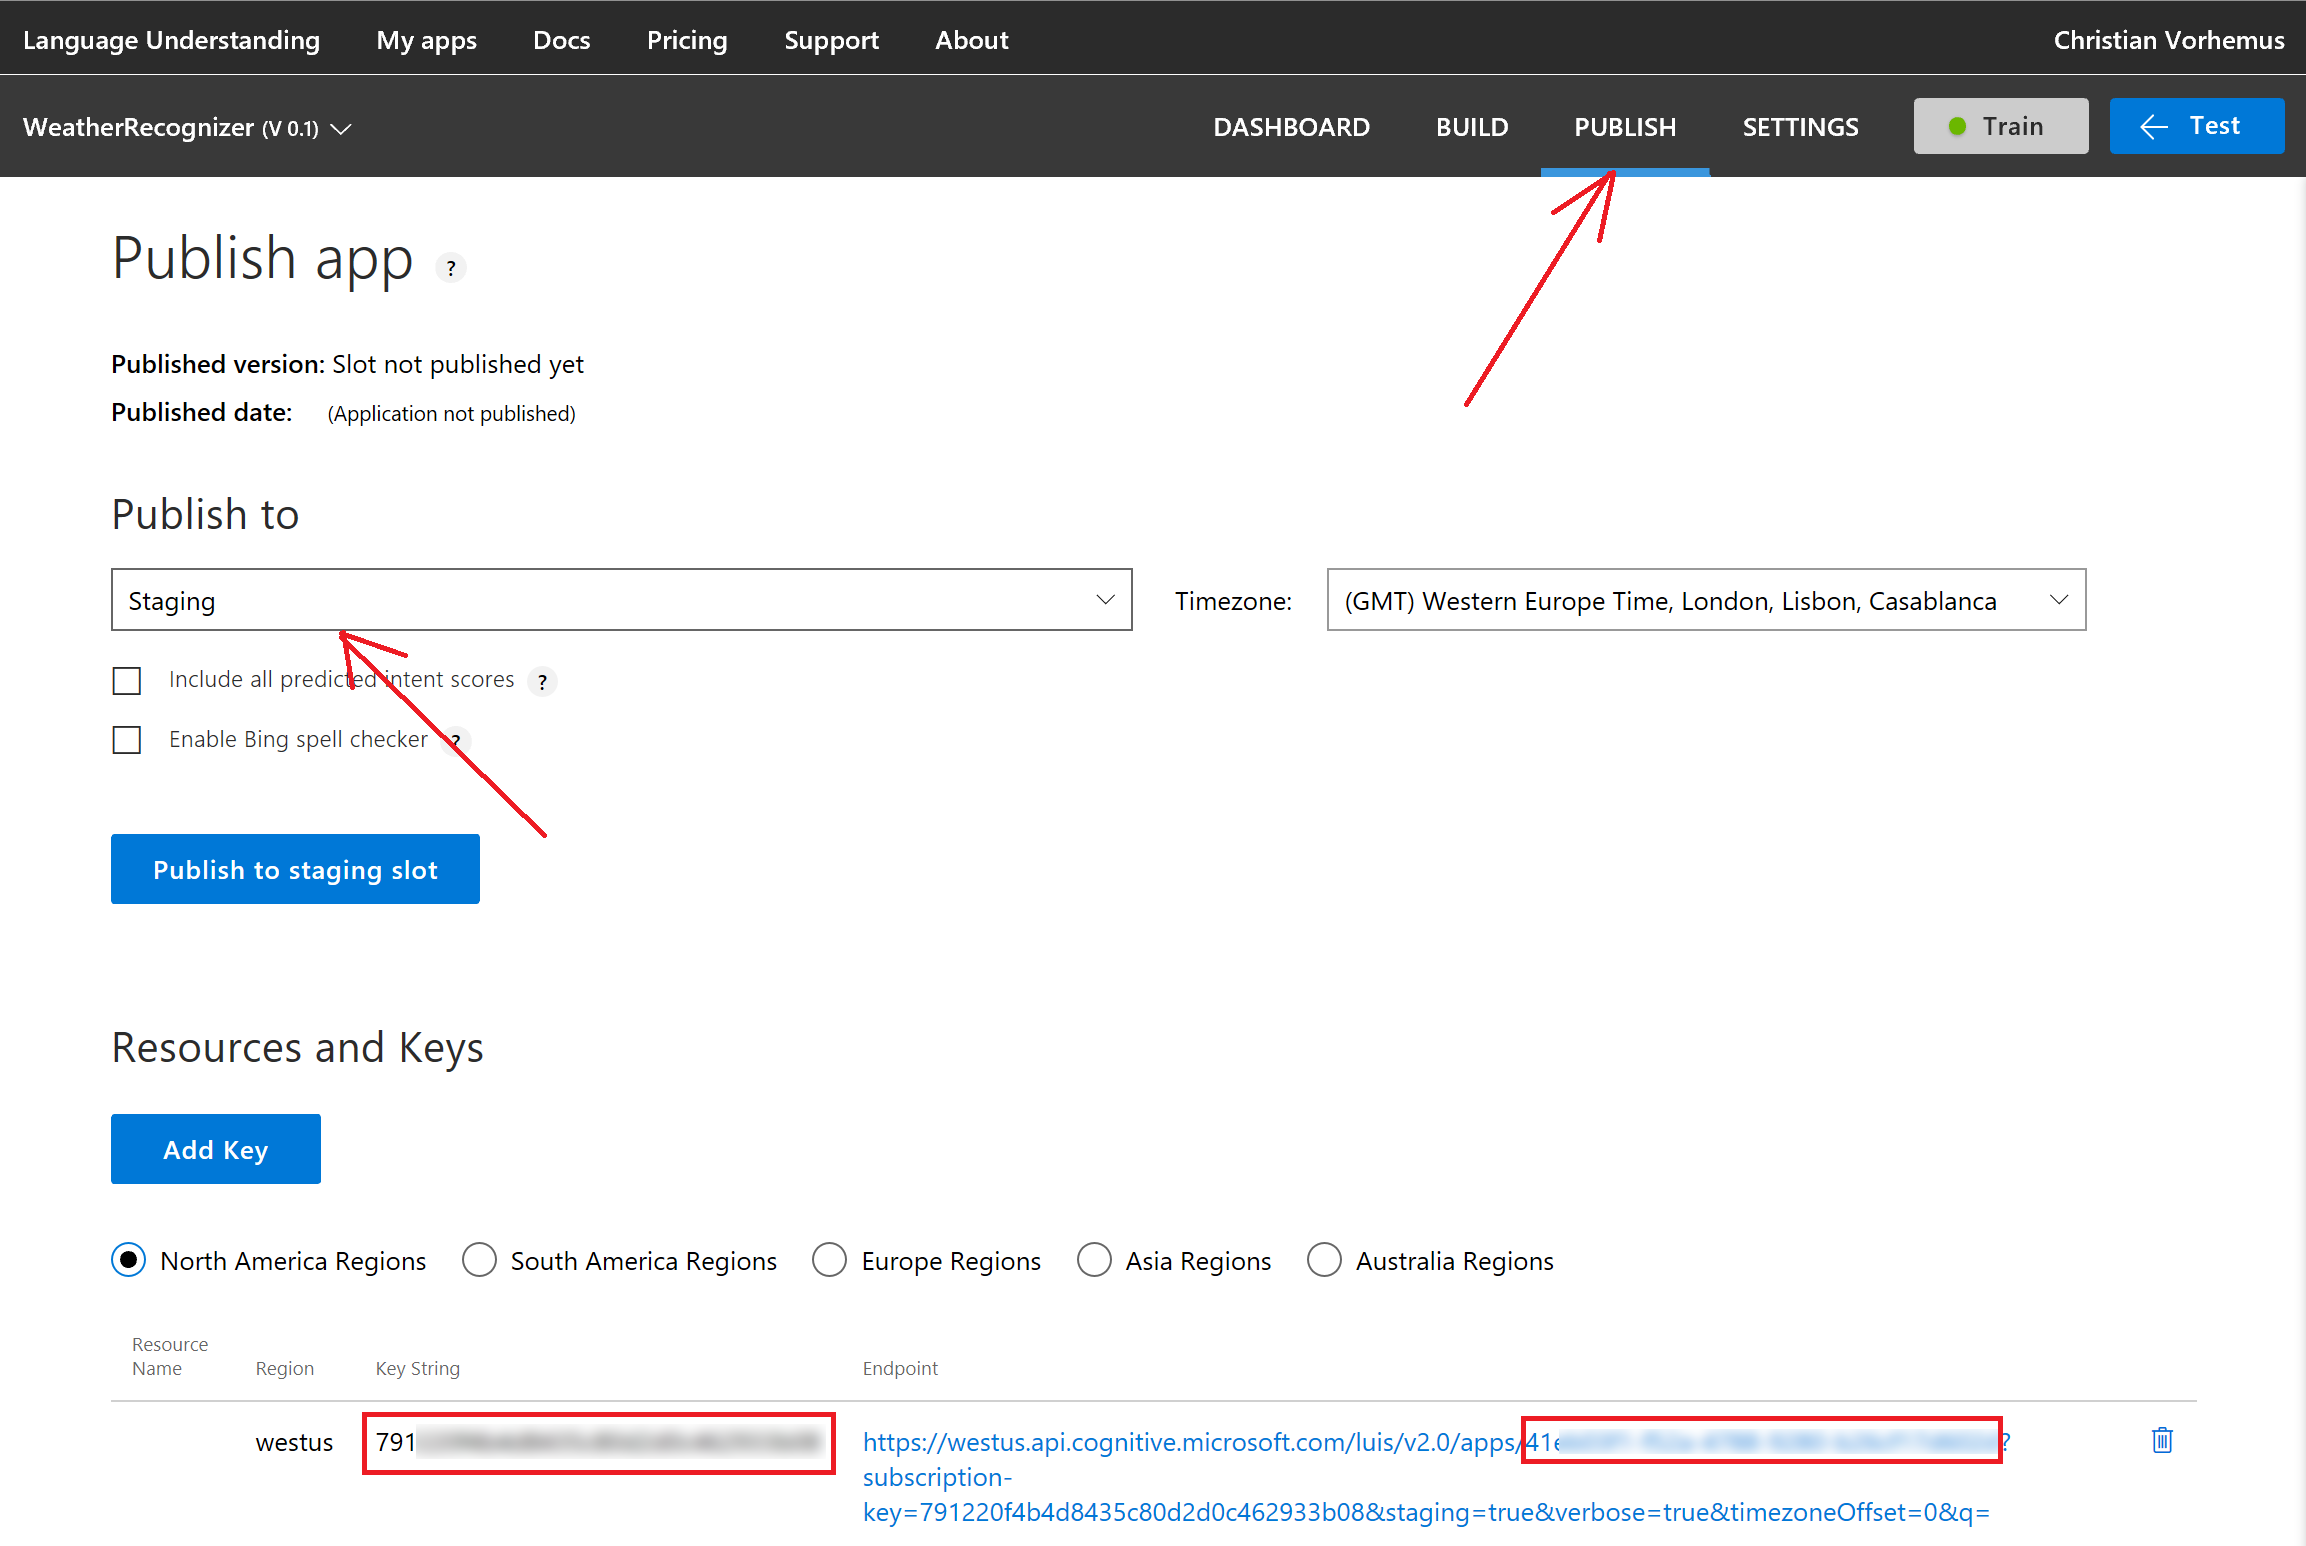 Language Understanding My apps Docs Pricing Support About Christian Vorhemus
WeatherRecognizer (V 0.1) DASHBOARD BUILD PUBLISH SETTINGS Train Test
Publish app ?
Published version: Slot not published yet
Published date: (Application not published)
Publish to
Staging Timezone: (GMT) Western Europe Time, London, Lisbon, Casablanca
Include all predicted intent scores ?
Enable Bing spell checker ?
Publish to staging slot
Resources and Keys
Add Key
North America Regions South America Regions Europe Regions Asia Regions Australia Regions
Resource
Name Region Key String Endpoint
westus 791 https://westus.api.cognitive.microsoft.com/luis/v2.0/apps/41e ?
subscription-
key=791220f4b4d8435c80d2d0c462933b08&staging=true&verbose=true&timezoneOffset=0&q=